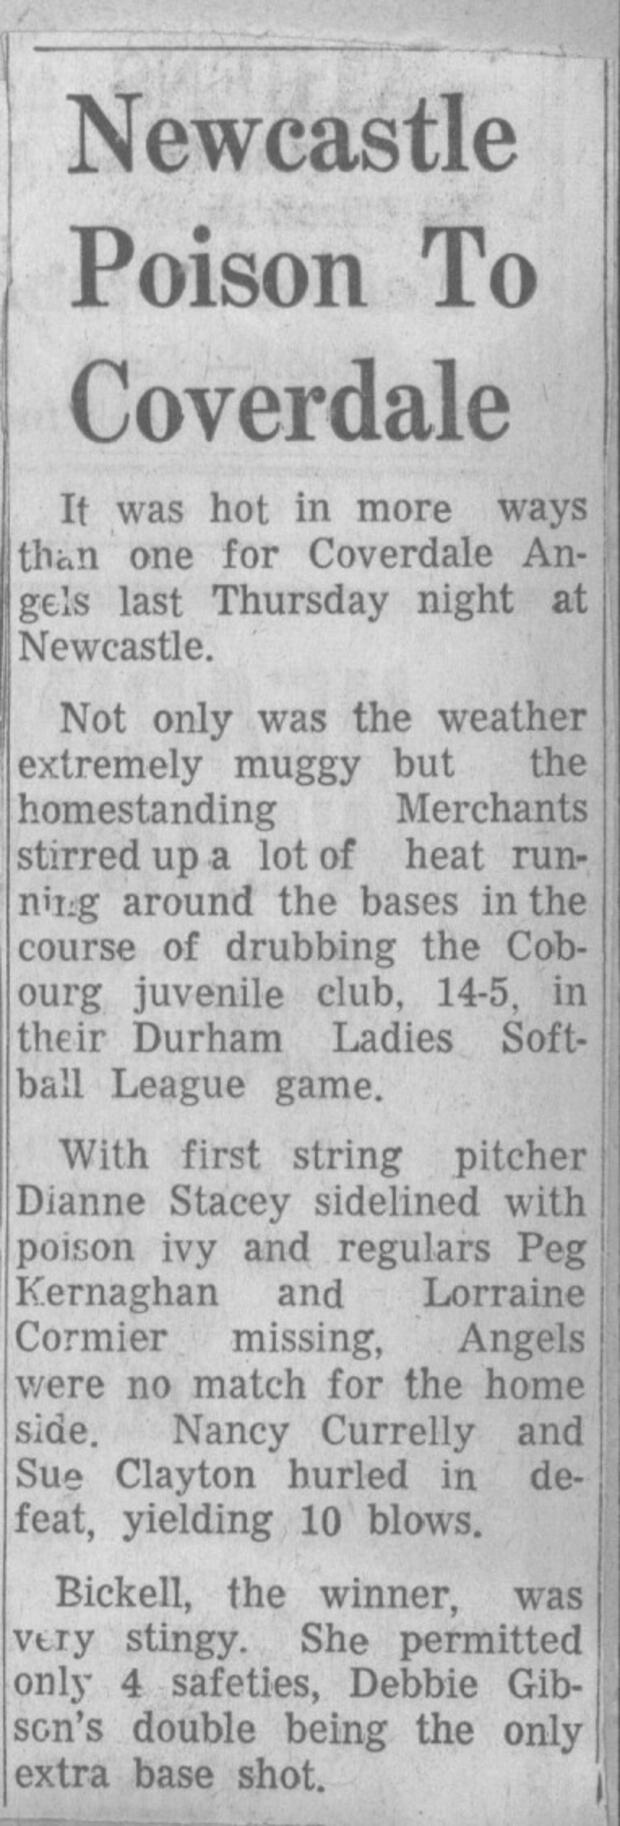 Newcastle
Poison To
Coverdale
It was hot in more ways
than one for Coverdale An-
gels last Thursday night at
Newcastle.
Not only was the weather
extremely muggy but the
homestanding Merchants
stirred up a lot of heat run-
ning around the bases in the
course of drubbing the Cob-
ourg juvenile club, 14-5, in
their Durham Ladies Soft-
ball League game.
With first string pitcher
Dianne Stacey sidelined with
poison ivy and regulars Peg
Kernaghan and Lorraine
Cormier missing, Angels
were no match for the home
side. Nancy Currelly and
Sue Clayton hurled in de-
feat, yielding 10 blows.
Bickell, the winner, was
very stingy. She permitted
only 4 safeties, Debbie Gib-
son's double being the only
extra base shot.